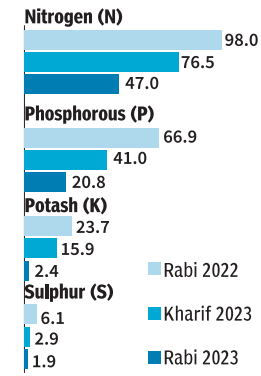 Nitrogen (N)
98.0
76.5
47.0
Phosphorous (P)
66.9
41.0
20.8
Potash (K)
23.7
15.9
2.4
Rabi 2022
Sulphur (S)
6.1
Kharif 2023
2.9
1.9
Rabi 2023